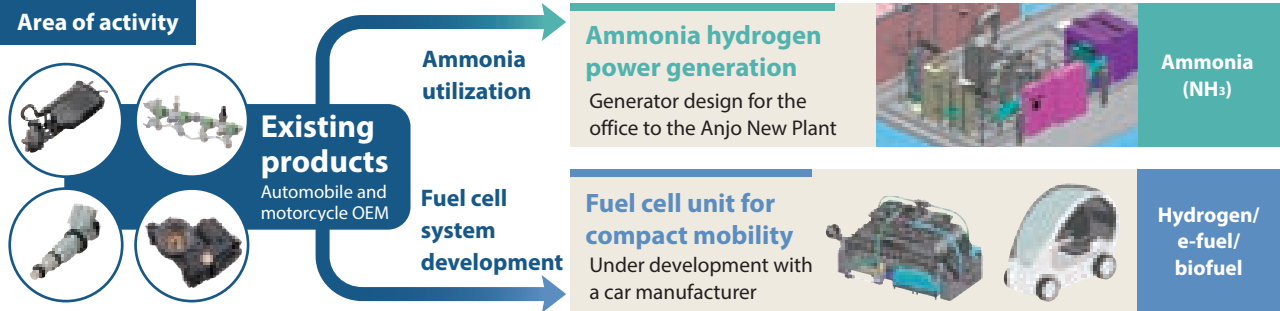 Area of activity
Existing
products
Automobile and
motorcycle OEM
Ammonia
utilization
Ammonia hydrogen
power generation
Generator design for the
office to the Anjo New Plant
Ammonia
(NH₃)
Fuel cell
system
development
Fuel cell unit for
compact mobility
Under development with
a car manufacturer
Hydrogen/
e-fuel/
biofuel